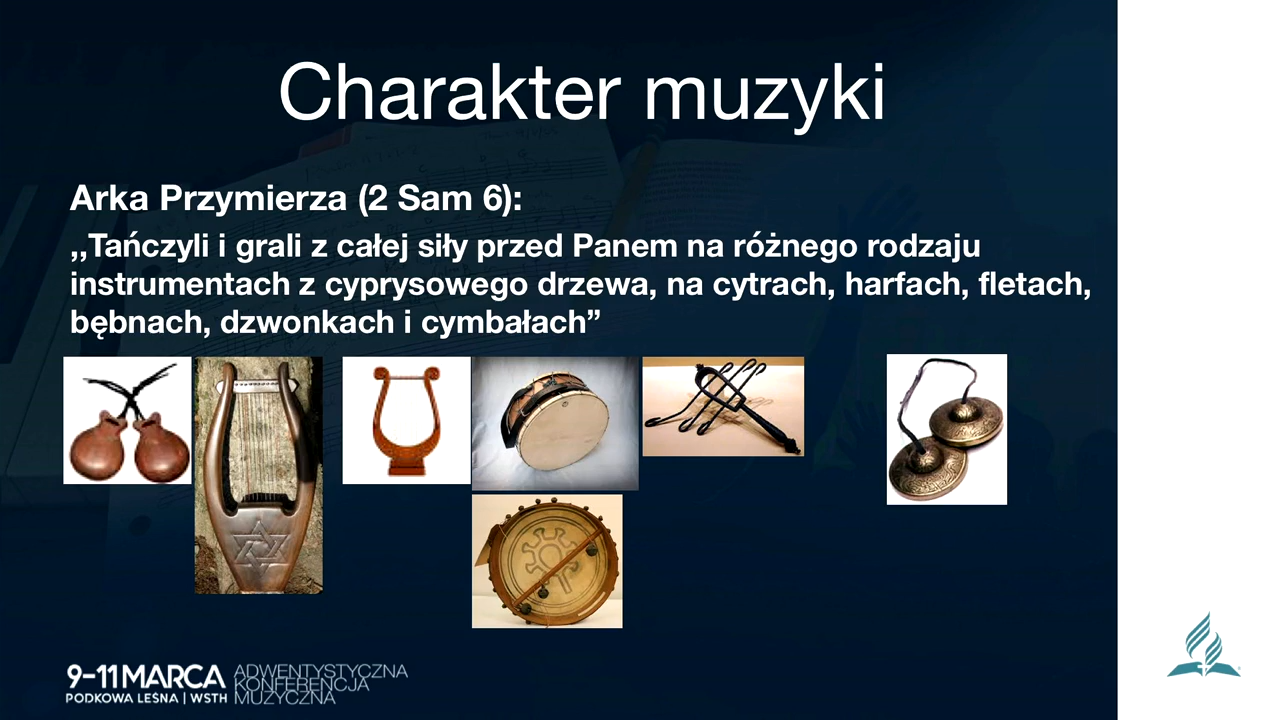 Charakter muzyki
Arka Przymierza (2 Sam 6):
,,Tańczyli i grali z całej siły przed Panem na różnego rodzaju
instrumentach z cyprysowego drzewa, na cytrach, harfach, fletach,
bębnach, dzwonkach i cymbałach”
9-11 MARCA
PODKOWA LEŚNA | WSTH
ADWENTYSTYCZNA
KONFERENCJA
MUZYCZNA